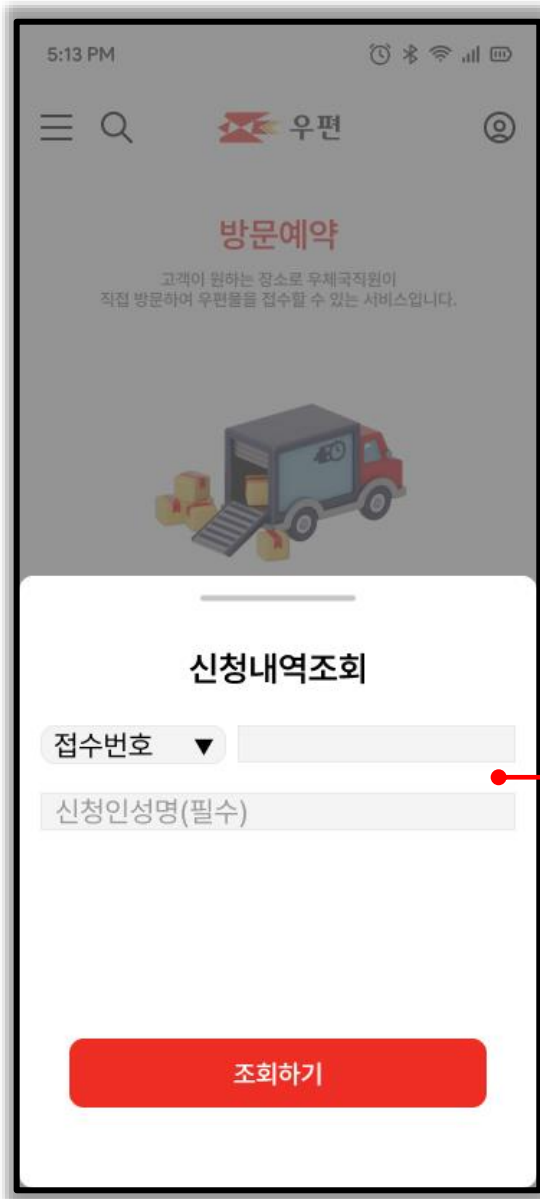 5:13 PM
우편
방문예약
고객이 원하는 장소로 우체국직원이
직접 방문하여 우편물을 접수할 수 있는 서비스입니다.
신청내역조회
접수번호 ▼
신청인성명(필수)
조회하기